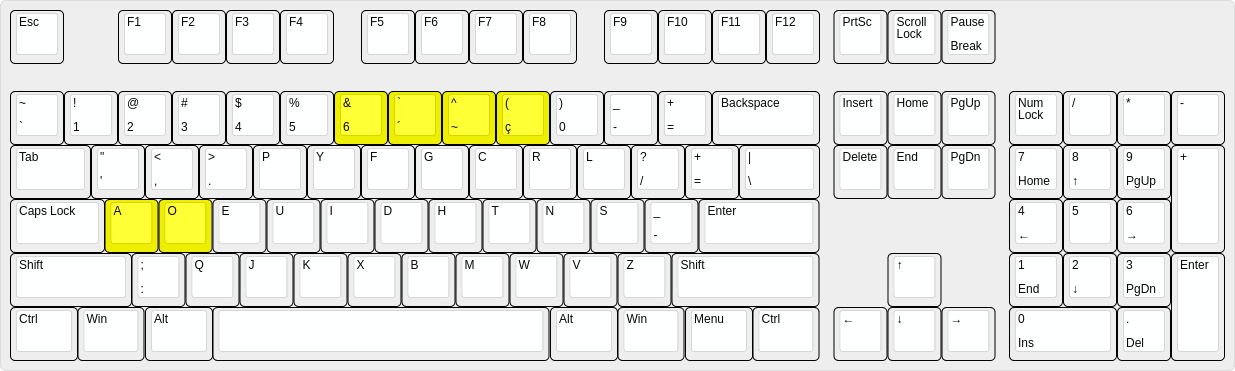 Esc F1 F2 F3 F4 F5 F6 F7 F8 F9 F10 F11 F12 PrtSc Scroll Pause
Lock
Break
~ ! @ # $ % & ` ^ ( ) _ + Backspace Insert Home PgUp Num / * -
Lock
` 1 2 3 4 5 6 ´ ~ ç 0 - =
Tab " < > P Y F G C R L ? + | Delete End PgDn 7 8 9 +
' , . / = \ Home ↑ PgUp
Caps Lock A O E U I D H T N S _ Enter 4 5 6
- ← →
Shift ; Q J K X B M W V Z Shift ↑ 1 2 3 Enter
: End ↓ PgDn
Ctrl Win Alt Alt Win Menu Ctrl ← ↓ → 0 .
Ins Del